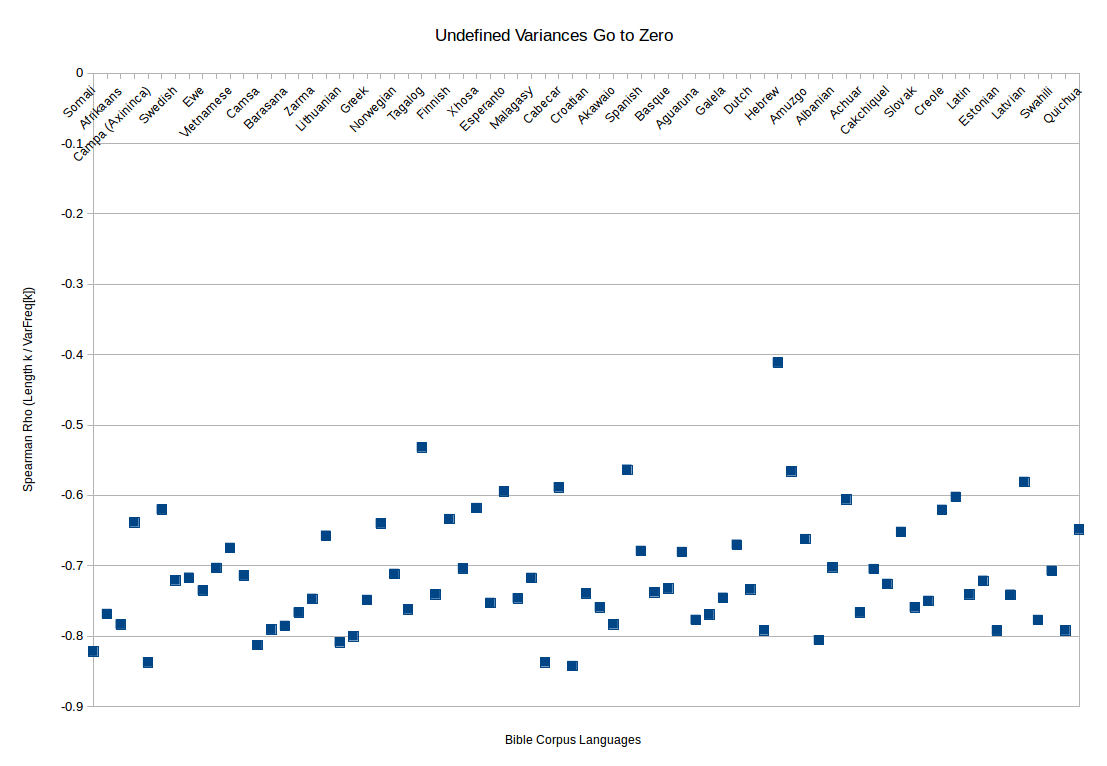 Undefined Variances Go to Zero
0
-0.1
-0.2
-0.3
-0.4
-0.5
-0.6
-0.7
-0.8
-0.9
Spearman Rho (Length k / VarFreq[k])
Somali
Afrikaans
Campa (Axininca)
Swedish
Ewe
Vietnamese
Camsa
Barasana
Zarma
Lithuanian
Greek
Norwegian
Tagalog
Finnish
Xhosa
Esperanto
Malagasy
Cabecar
Croatian
Akawaio
Spanish
Basque
Aguaruna
Galela
Dutch
Hebrew
Amuzgo
Albanian
Achuar
Cakchiquel
Slovak
Creole
Latin
Estonian
Latvian
Swahili
Quichua
Bible Corpus Languages